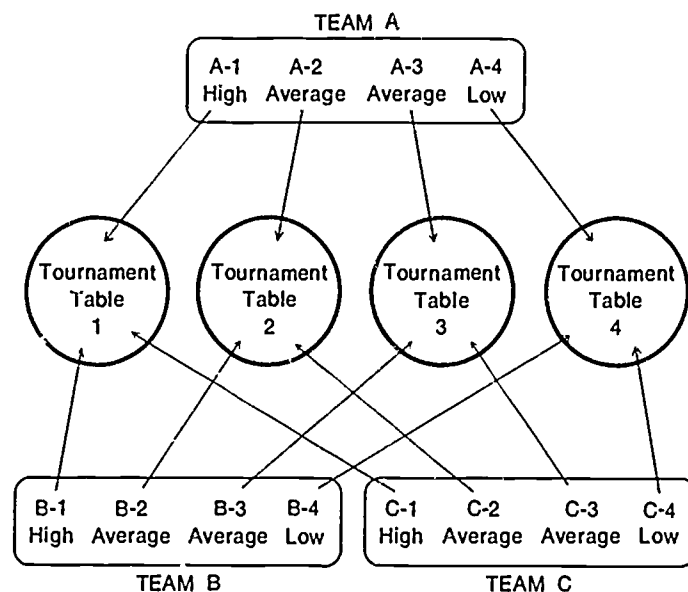 TEAM A
A-1 A-2 A-3 A-4
High Average Average Low
Tournament Table 1
Tournament Table 2
Tournament Table 3
Tournament Table 4
B-1 B-2 B-3 B-4
High Average Average Low
TEAM B
C-1 C-2 C-3 C-4
High Average Average Low
TEAM C